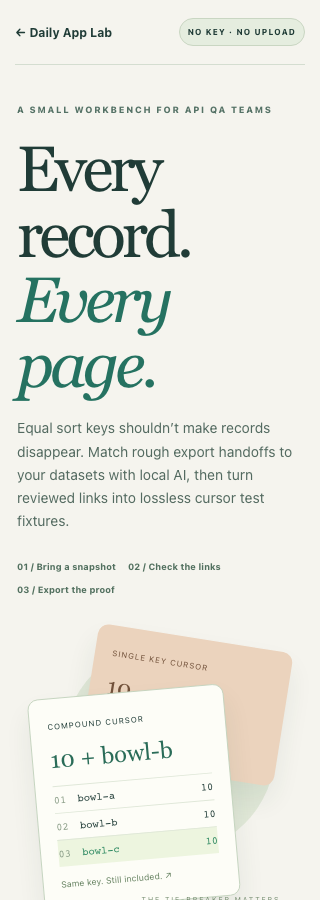 ← Daily App Lab
NO KEY · NO UPLOAD
A SMALL WORKBENCH FOR API QA TEAMS
Every
record.
Every
page.
Equal sort keys shouldn’t make records
disappear. Match rough export handoffs to
your datasets with local AI, then turn
reviewed links into lossless cursor test
fixtures.
01 / Bring a snapshot 02 / Check the links
03 / Export the proof
SINGLE KEY CURSOR
10
COMPOUND CURSOR
10 + bowl-b
01 bowl-a 10
02 bowl-b 10
03 bowl-c 10
Same key. Still included. ↗
THE TIE-BREAKER MATTERS